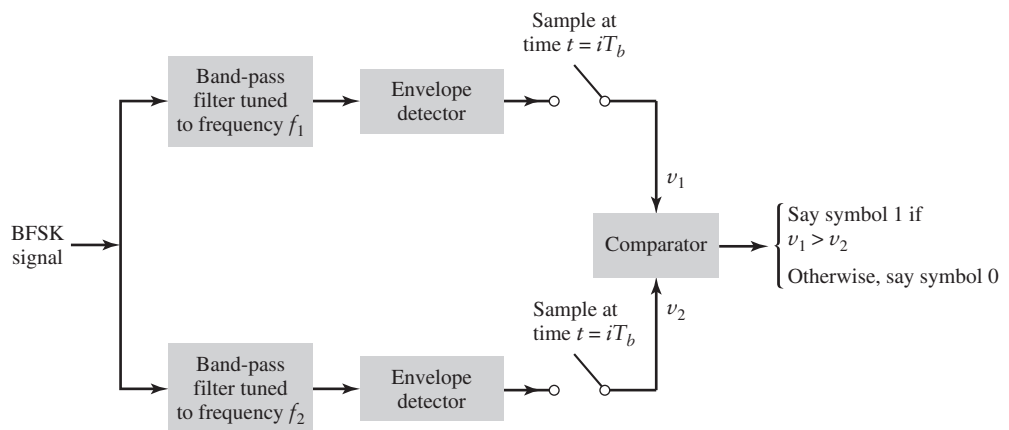 Sample at
time t = iT_b
Band-pass
filter tuned
to frequency f_1
Envelope
detector
v_1
BFSK
signal
Comparator
Say symbol 1 if
v_1 > v_2
Otherwise, say symbol 0
Sample at
time t = iT_b
v_2
Band-pass
filter tuned
to frequency f_2
Envelope
detector